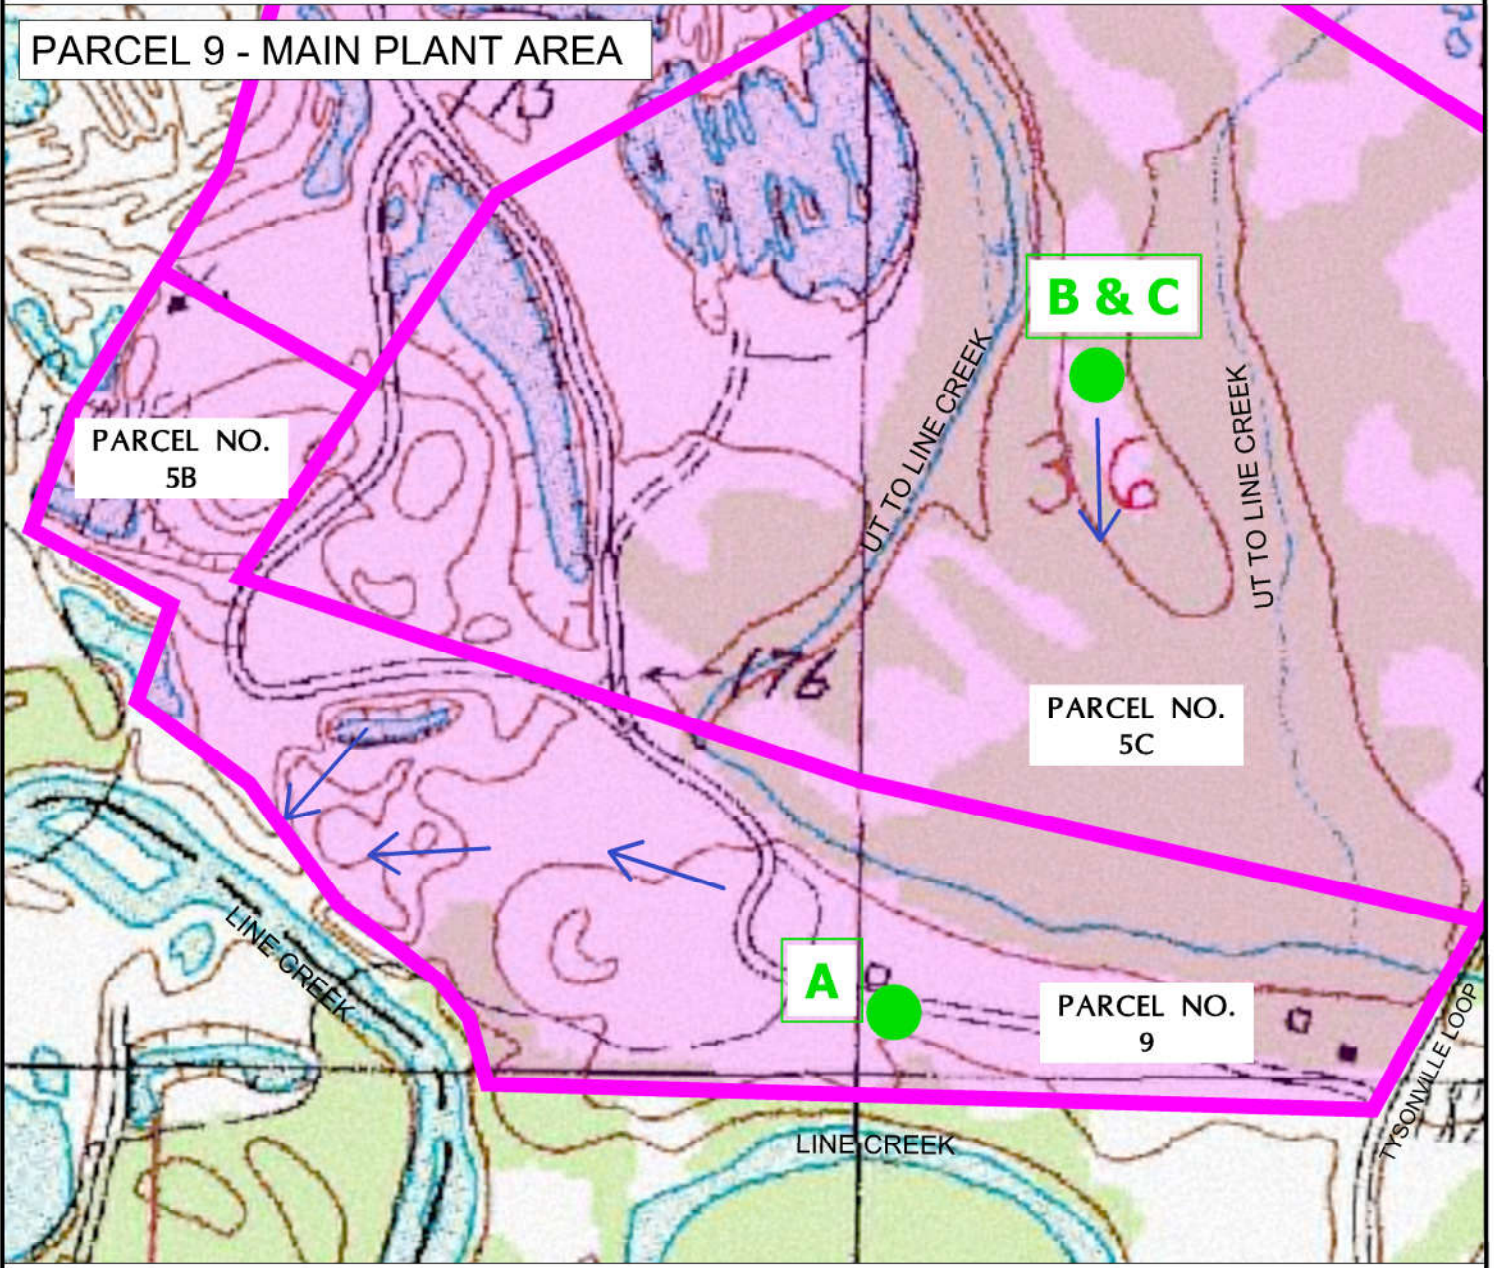 PARCEL 9 - MAIN PLANT AREA
B & C
UT TO LINE CREEK
UT TO LINE CREEK
PARCEL NO.
5B
36
176
PARCEL NO.
5C
LINE CREEK
A
PARCEL NO.
9
TYSONVILLE LOOP
LINE CREEK